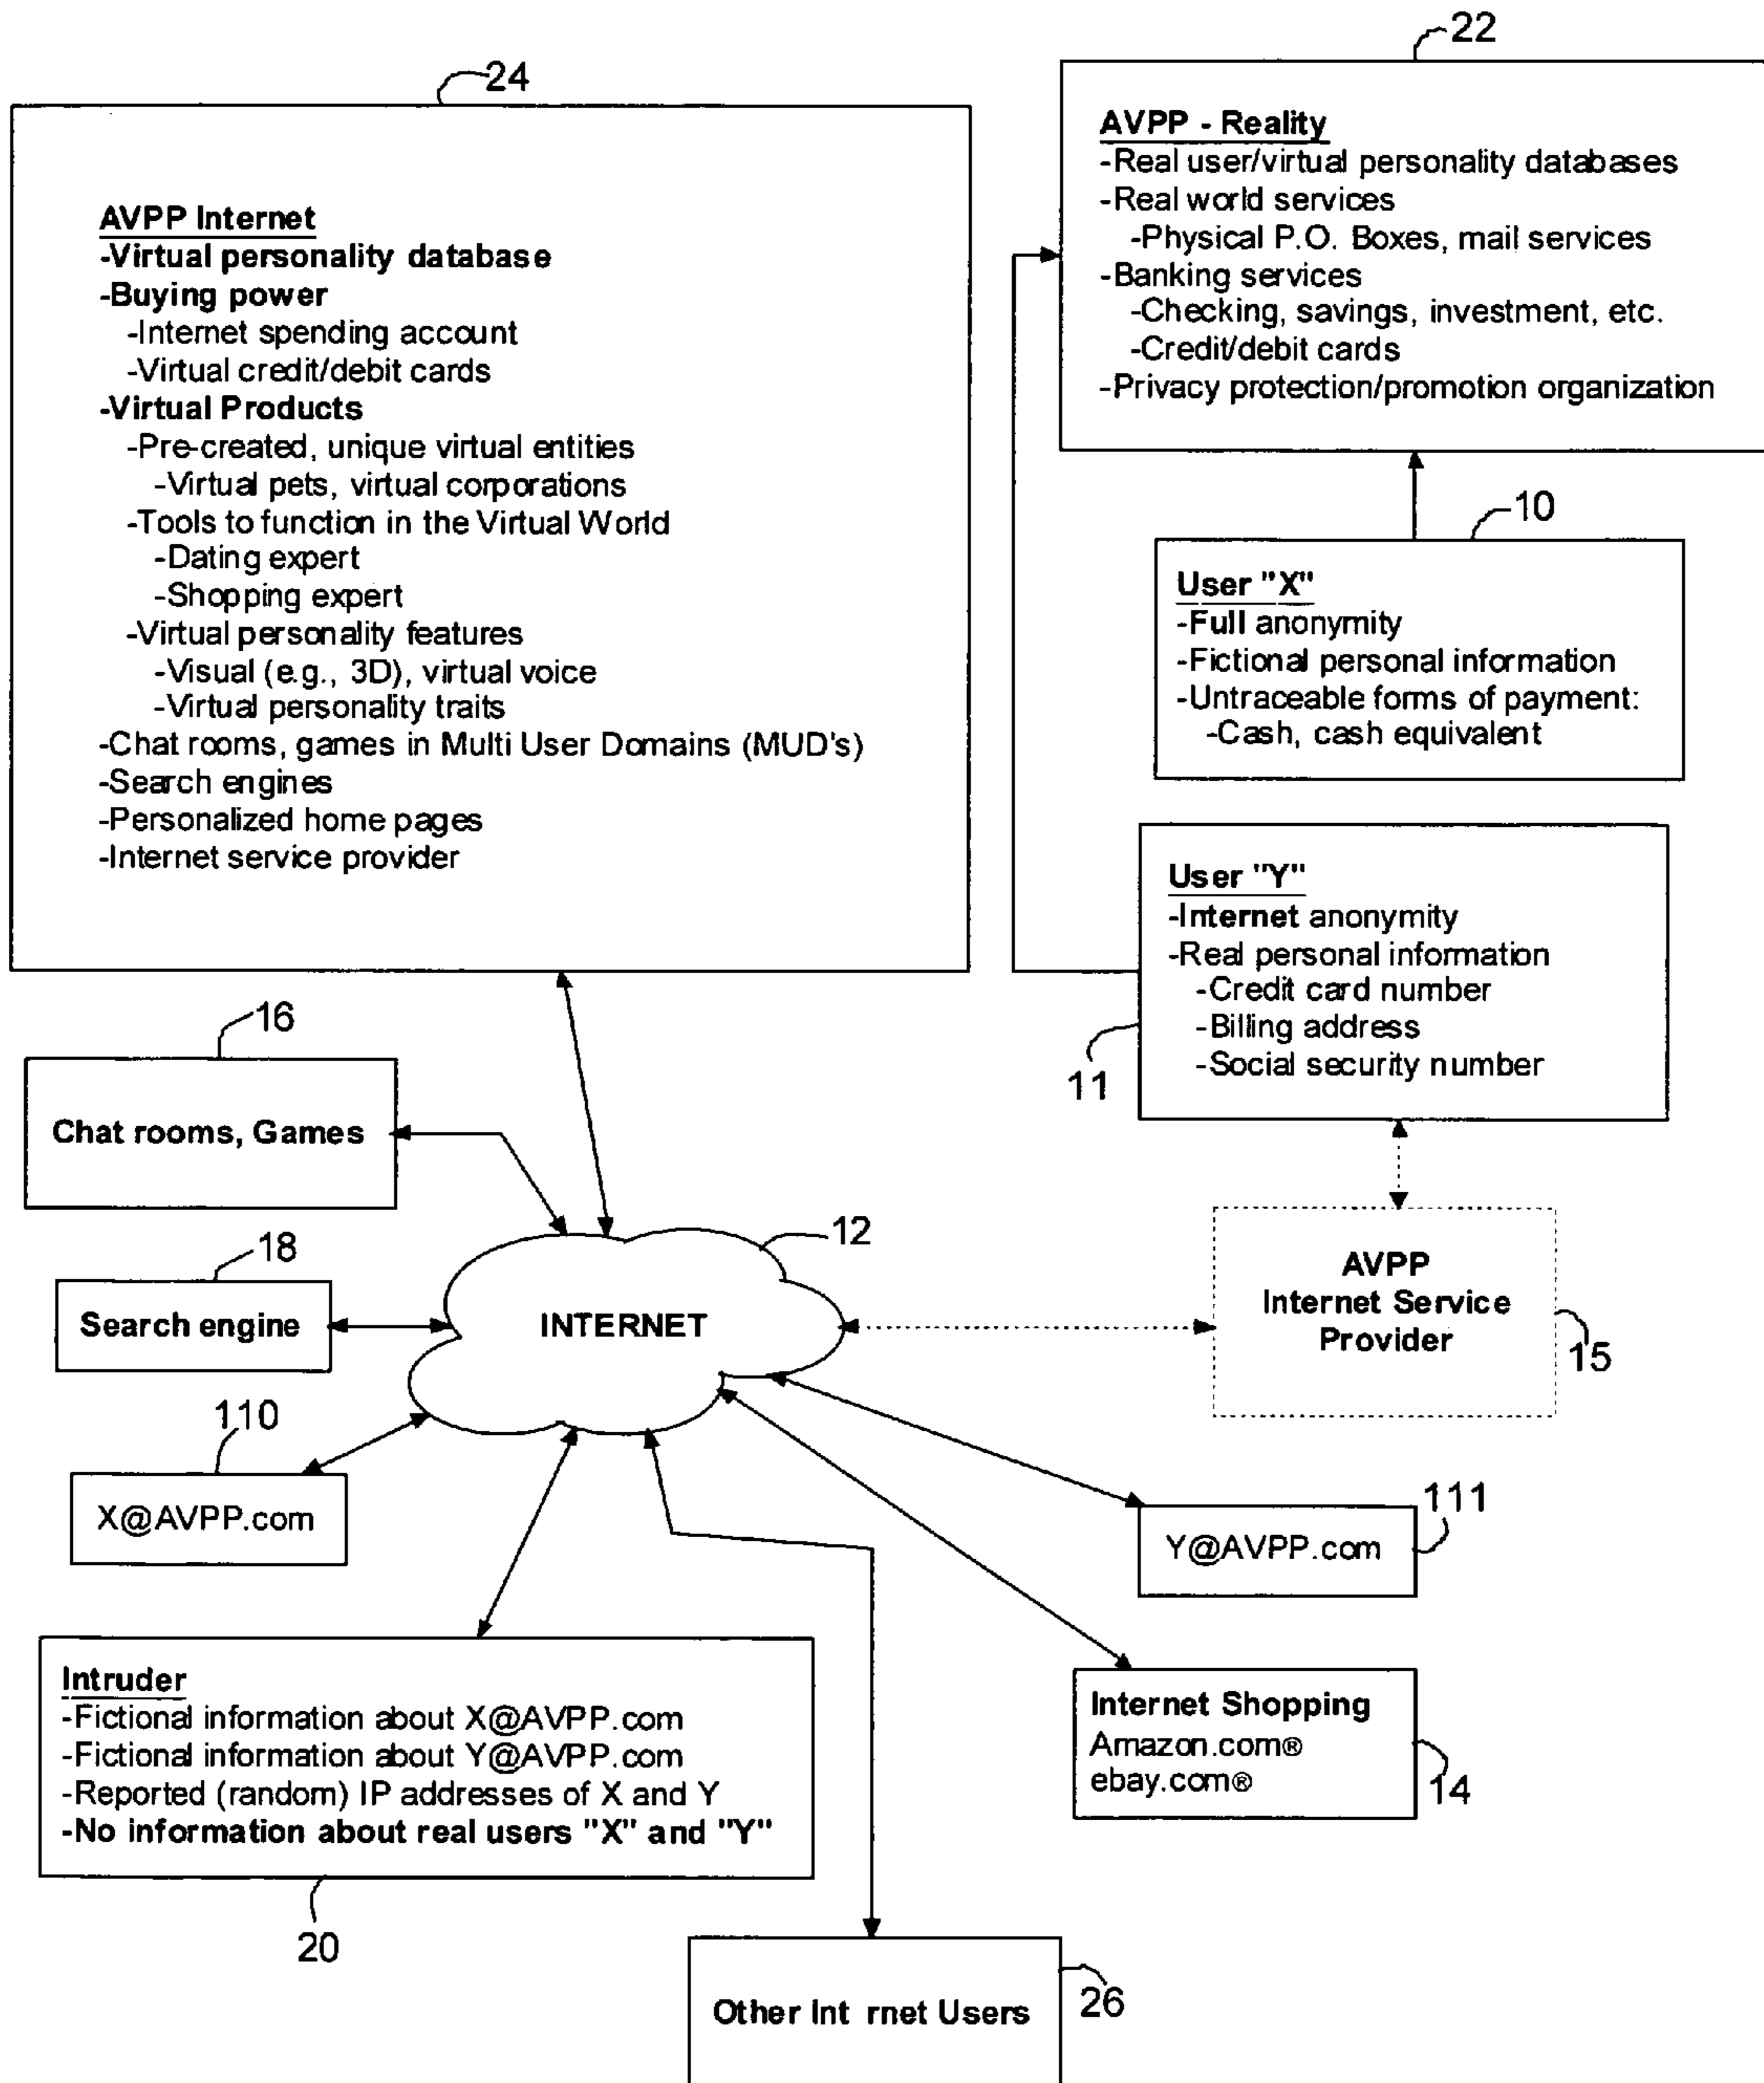 24
AVPP Internet
-Virtual personality database
-Buying power
-Internet spending account
-Virtual credit/debit cards
-Virtual Products
-Pre-created, unique virtual entities
-Virtual pets, virtual corporations
-Tools to function in the Virtual World
-Dating expert
-Shopping expert
-Virtual personality features
-Visual (e.g., 3D), virtual voice
-Virtual personality traits
-Chat rooms, games in Multi User Domains (MUD's)
-Search engines
-Personalized home pages
-Internet service provider
22
AVPP - Reality
-Real user/virtual personality databases
-Real world services
-Physical P.O. Boxes, mail services
-Banking services
-Checking, savings, investment, etc.
-Credit/debit cards
-Privacy protection/promotion organization
10
User "X"
-Full anonymity
-Fictional personal information
-Untraceable forms of payment:
-Cash, cash equivalent
User "Y"
-Internet anonymity
-Real personal information
-Credit card number
-Billing address
-Social security number
11
16
Chat rooms, Games
18
Search engine
12
INTERNET
AVPP
Internet Service
Provider
15
110
X@AVPP.com
111
Y@AVPP.com
Intruder
-Fictional information about X@AVPP.com
-Fictional information about Y@AVPP.com
-Reported (random) IP addresses of X and Y
-No information about real users "X" and "Y"
20
Internet Shopping
Amazon.com®
ebay.com®
14
Other Int rnet Users
26